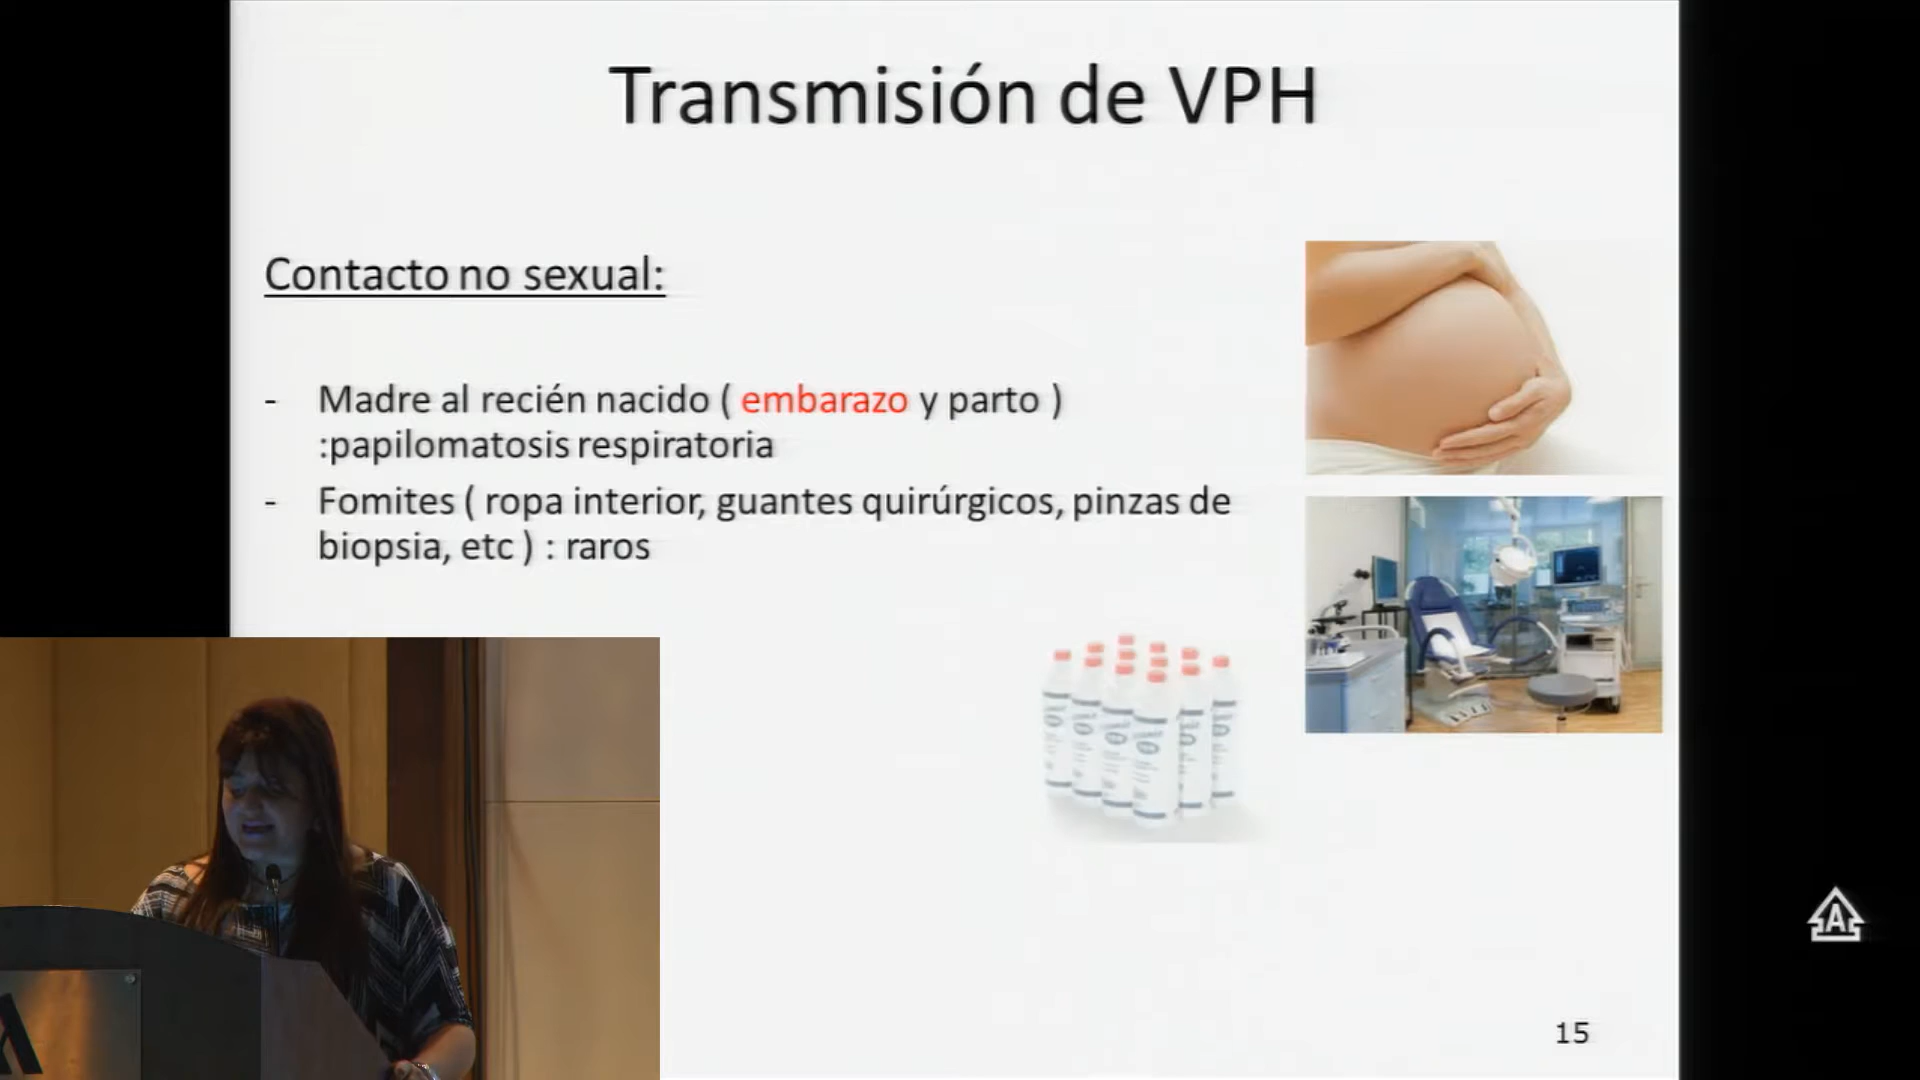 Transmisión de VPH
Contacto no sexual:
- Madre al recién nacido ( embarazo y parto )
:papilomatosis respiratoria
- Fomites ( ropa interior, guantes quirúrgicos, pinzas de
biopsia, etc ) : raros
A
15